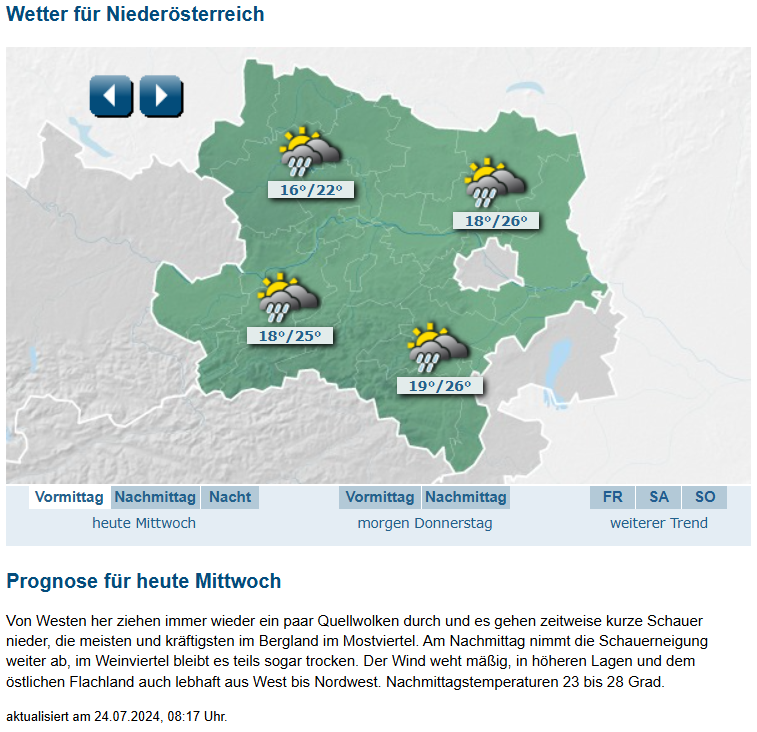 Wetter für Niederösterreich
16°/22°
18°/26°
18°/25°
19°/26°
Vormittag Nachmittag Nacht Vormittag Nachmittag FR SA SO
heute Mittwoch morgen Donnerstag weiterer Trend
Prognose für heute Mittwoch
Von Westen her ziehen immer wieder ein paar Quellwolken durch und es gehen zeitweise kurze Schauer
nieder, die meisten und kräftigsten im Bergland im Mostviertel. Am Nachmittag nimmt die Schauerneigung
weiter ab, im Weinviertel bleibt es teils sogar trocken. Der Wind weht mäßig, in höheren Lagen und dem
östlichen Flachland auch lebhaft aus West bis Nordwest. Nachmittagstemperaturen 23 bis 28 Grad.
aktualisiert am 24.07.2024, 08:17 Uhr.